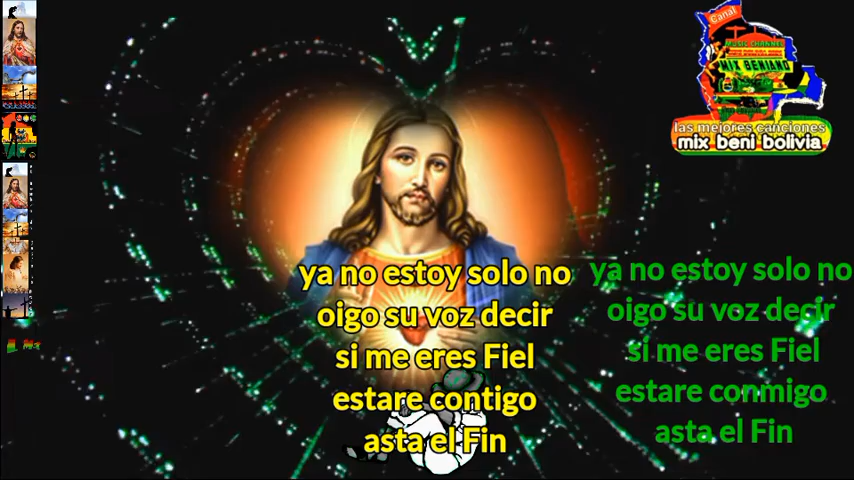 Canal
MUSIC CHANNEL
MIX BENIANO
las mejores canciones
mix beni bolivia
ya no estoy solo no
oigo su voz decir
si me eres Fiel
estare contigo
asta el Fin
ya no estoy solo no
oigo su voz decir
si me eres Fiel
estare conmigo
asta el Fin